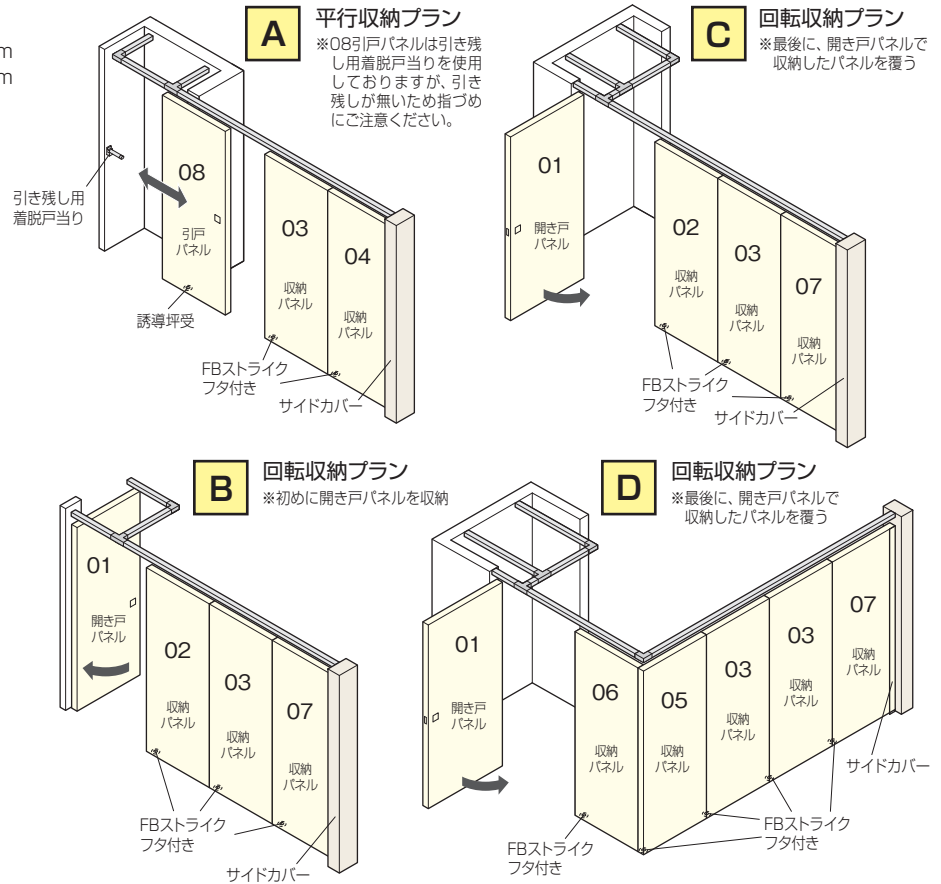 m
m
A
平行収納プラン
※08引戸パネルは引き残
し用着脱戸当りを使用
しておりますが、引き
残しが無いため指づめ
にご注意ください。
引き残し用
着脱戸当り
08
引戸
パネル
誘導坪受
03
収納
パネル
04
収納
パネル
FBストライク
フタ付き
サイドカバー
C
回転収納プラン
※最後に、開き戸パネルで
収納したパネルを覆う
01
開き戸
パネル
02
収納
パネル
03
収納
パネル
07
収納
パネル
FBストライク
フタ付き
サイドカバー
B
回転収納プラン
※初めに開き戸パネルを収納
01
開き戸
パネル
02
収納
パネル
03
収納
パネル
07
収納
パネル
FBストライク
フタ付き
サイドカバー
D
回転収納プラン
※最後に、開き戸パネルで
収納したパネルを覆う
01
開き戸
パネル
06
収納
パネル
05
収納
パネル
03
収納
パネル
03
収納
パネル
07
収納
パネル
FBストライク
フタ付き
FBストライク
フタ付き
サイドカバー